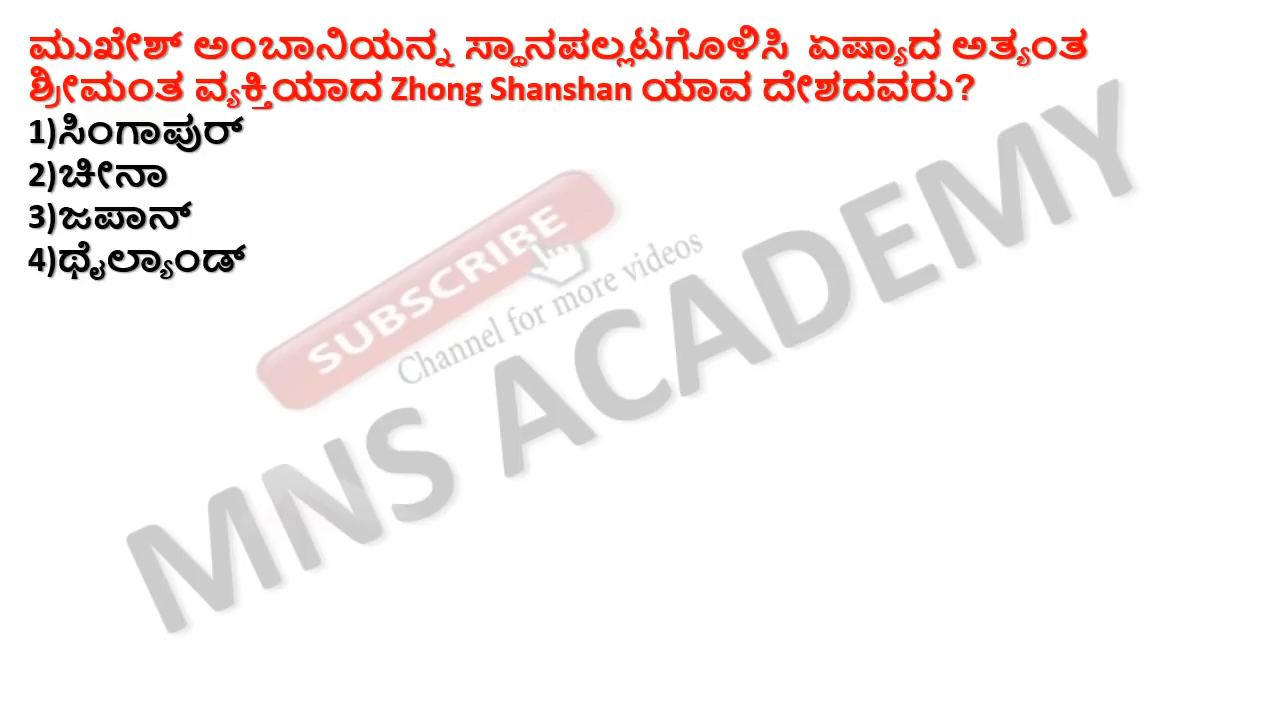 ಮುಖೇಶ್ ಅಂಬಾನಿಯನ್ನ ಸ್ಥಾನಪಲ್ಲಟಗೊಳಿಸಿ ಏಷ್ಯಾದ ಅತ್ಯಂತ
ಶ್ರೀಮಂತ ವ್ಯಕ್ತಿಯಾದ Zhong Shanshan ಯಾವ ದೇಶದವರು?
1)ಸಿಂಗಾಪುರ್
2)ಚೀನಾ
3)ಜಪಾನ್
4)ಥೈಲ್ಯಾಂಡ್
SUBSCRIBE
Channel for more videos
MNS ACADEMY